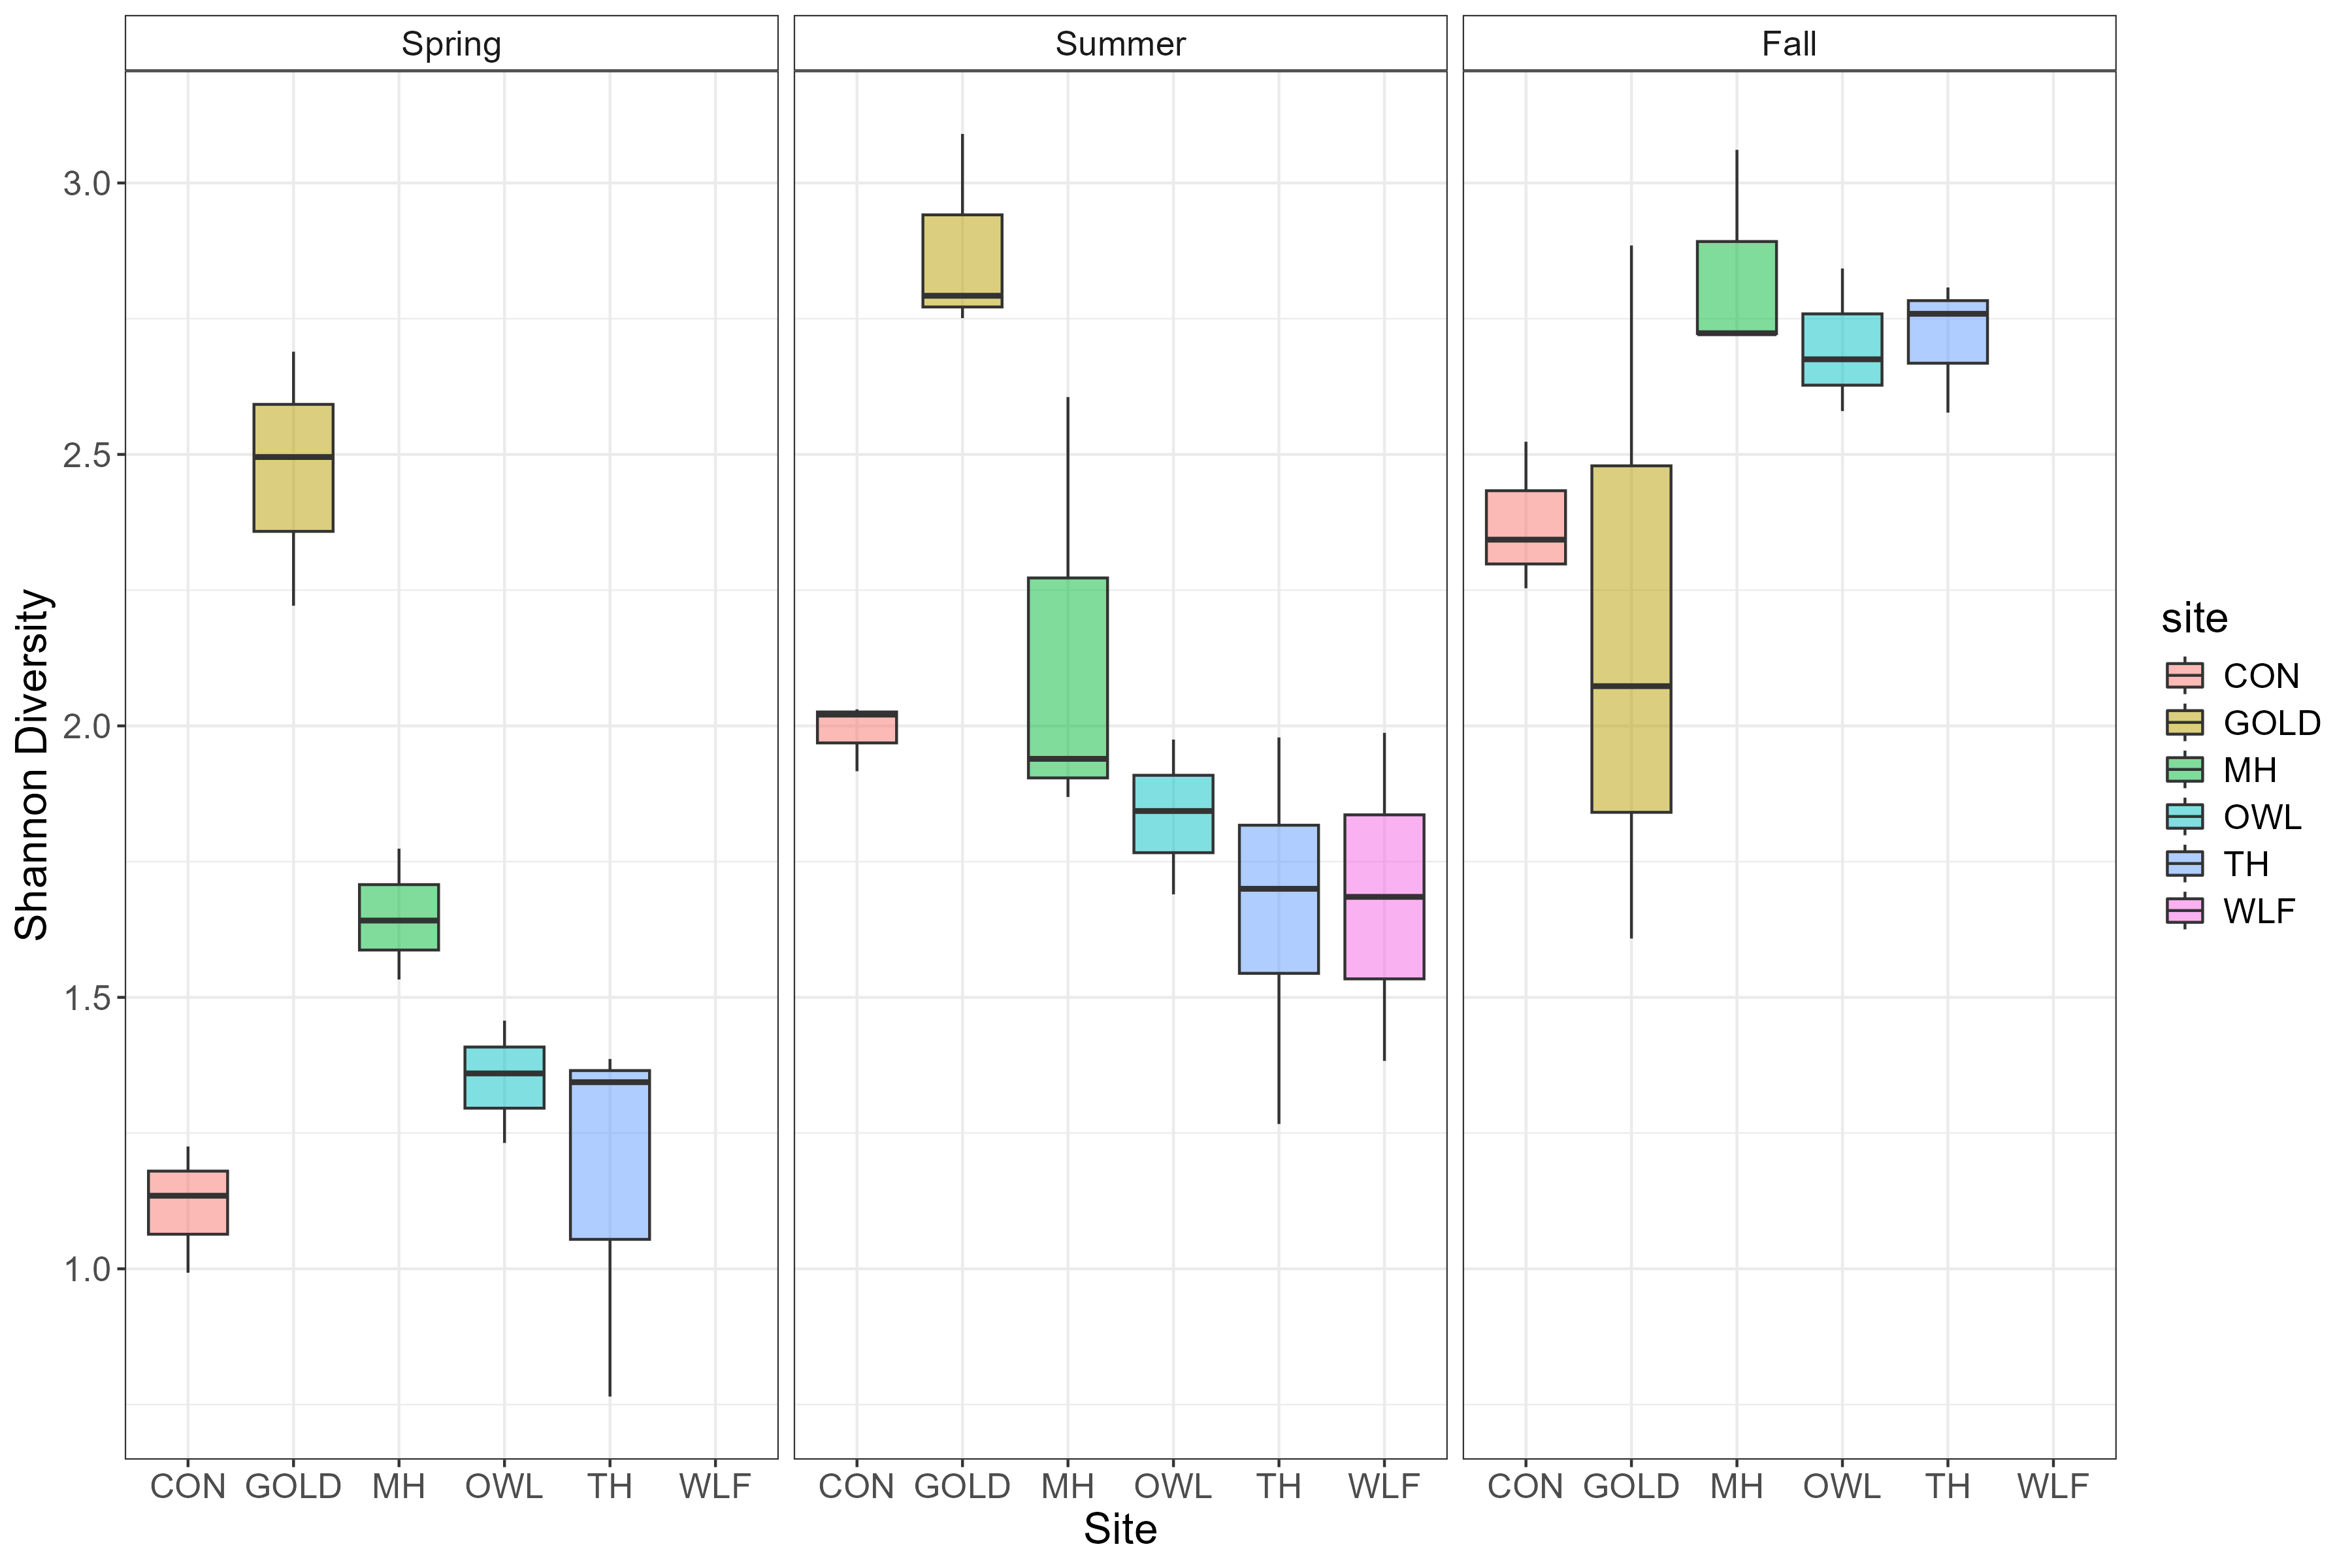 Spring
Summer
Fall
Shannon Diversity
3.0
2.5
2.0
1.5
1.0
CON GOLD MH OWL TH WLF
CON GOLD MH OWL TH WLF
CON GOLD MH OWL TH WLF
Site
site
CON
GOLD
MH
OWL
TH
WLF